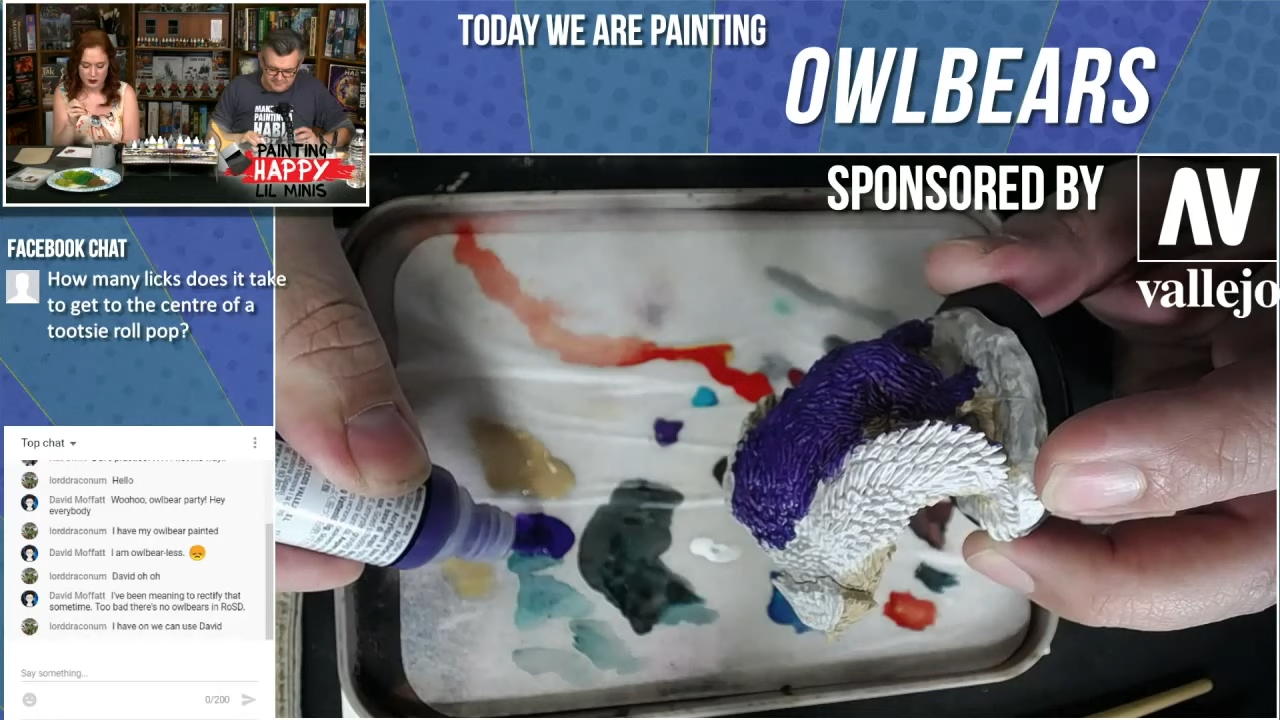 TODAY WE ARE PAINTING
OWLBEARS
SPONSORED BY
AV
vallejo
MAKE
PAINTING
HABI
PAINTING
HAPPY
LIL MINIS
FACEBOOK CHAT
How many licks does it take
to get to the centre of a
tootsie roll pop?
Top chat
lorddraconum Hello
David Moffatt Woohoo, owlbear party! Hey
everybody
lorddraconum I have my owlbear painted
David Moffatt I am owlbear-less. 😞
lorddraconum David oh oh
David Moffatt I've been meaning to rectify that
sometime. Too bad there's no owlbears in RoSD.
lorddraconum I have on we can use David
Say something...
0/200